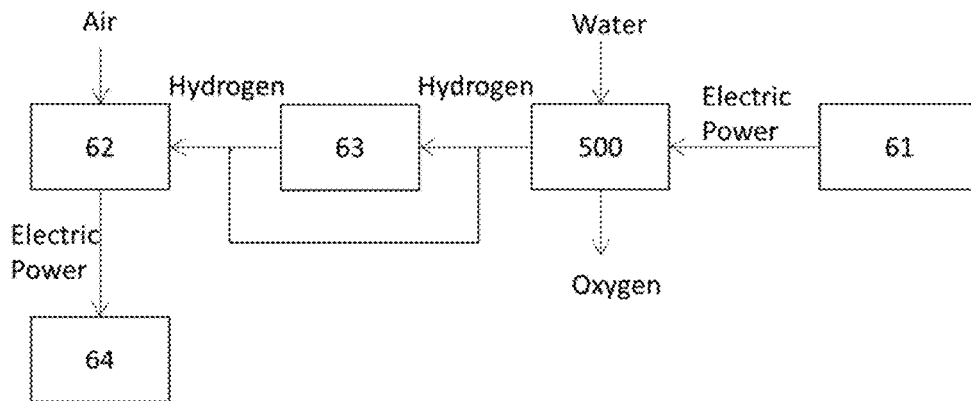 Air
Water
Hydrogen
Hydrogen
Electric
Power
62
63
500
61
Electric
Power
Oxygen
64